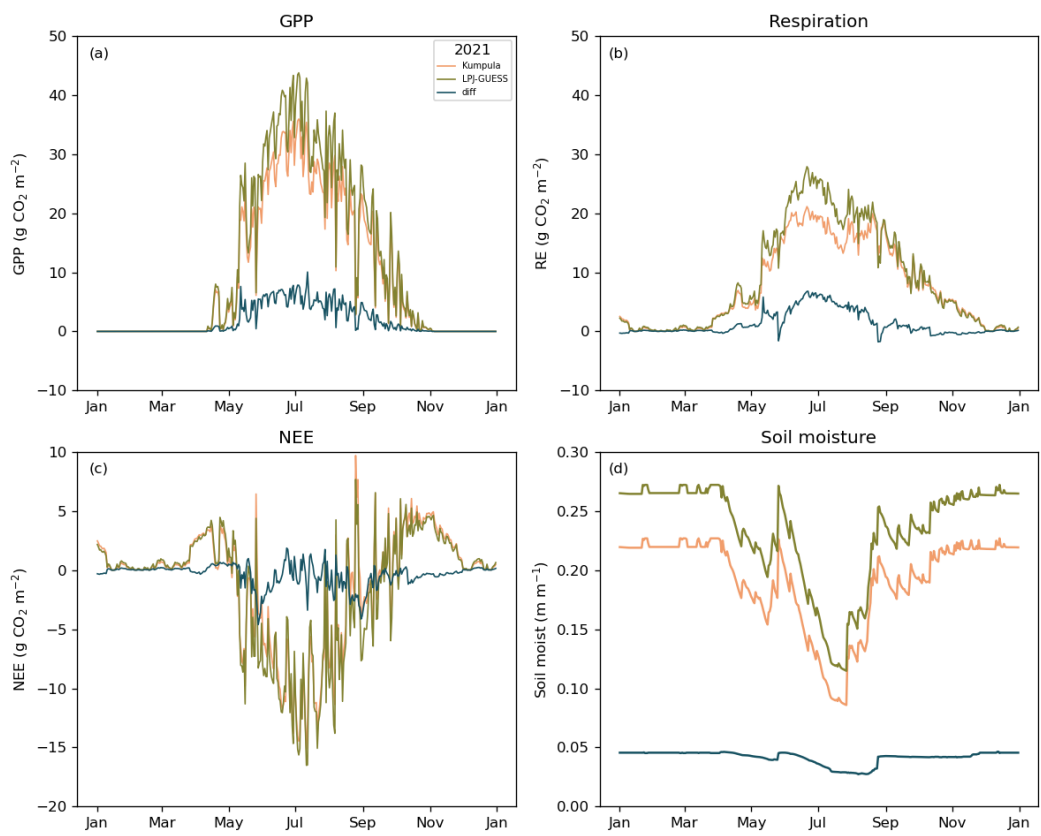 GPP
(a)
50
40
30
20
10
0
−10
GPP (g CO₂ m⁻²)
Jan Mar May Jul Sep Nov Jan
2021
Kumpula
LPJ-GUESS
diff
Respiration
(b)
50
40
30
20
10
0
−10
RE (g CO₂ m⁻²)
Jan Mar May Jul Sep Nov Jan
NEE
(c)
10
5
0
−5
−10
−15
−20
NEE (g CO₂ m⁻²)
Jan Mar May Jul Sep Nov Jan
Soil moisture
(d)
0.30
0.25
0.20
0.15
0.10
0.05
0.00
Soil moist (m m⁻¹)
Jan Mar May Jul Sep Nov Jan